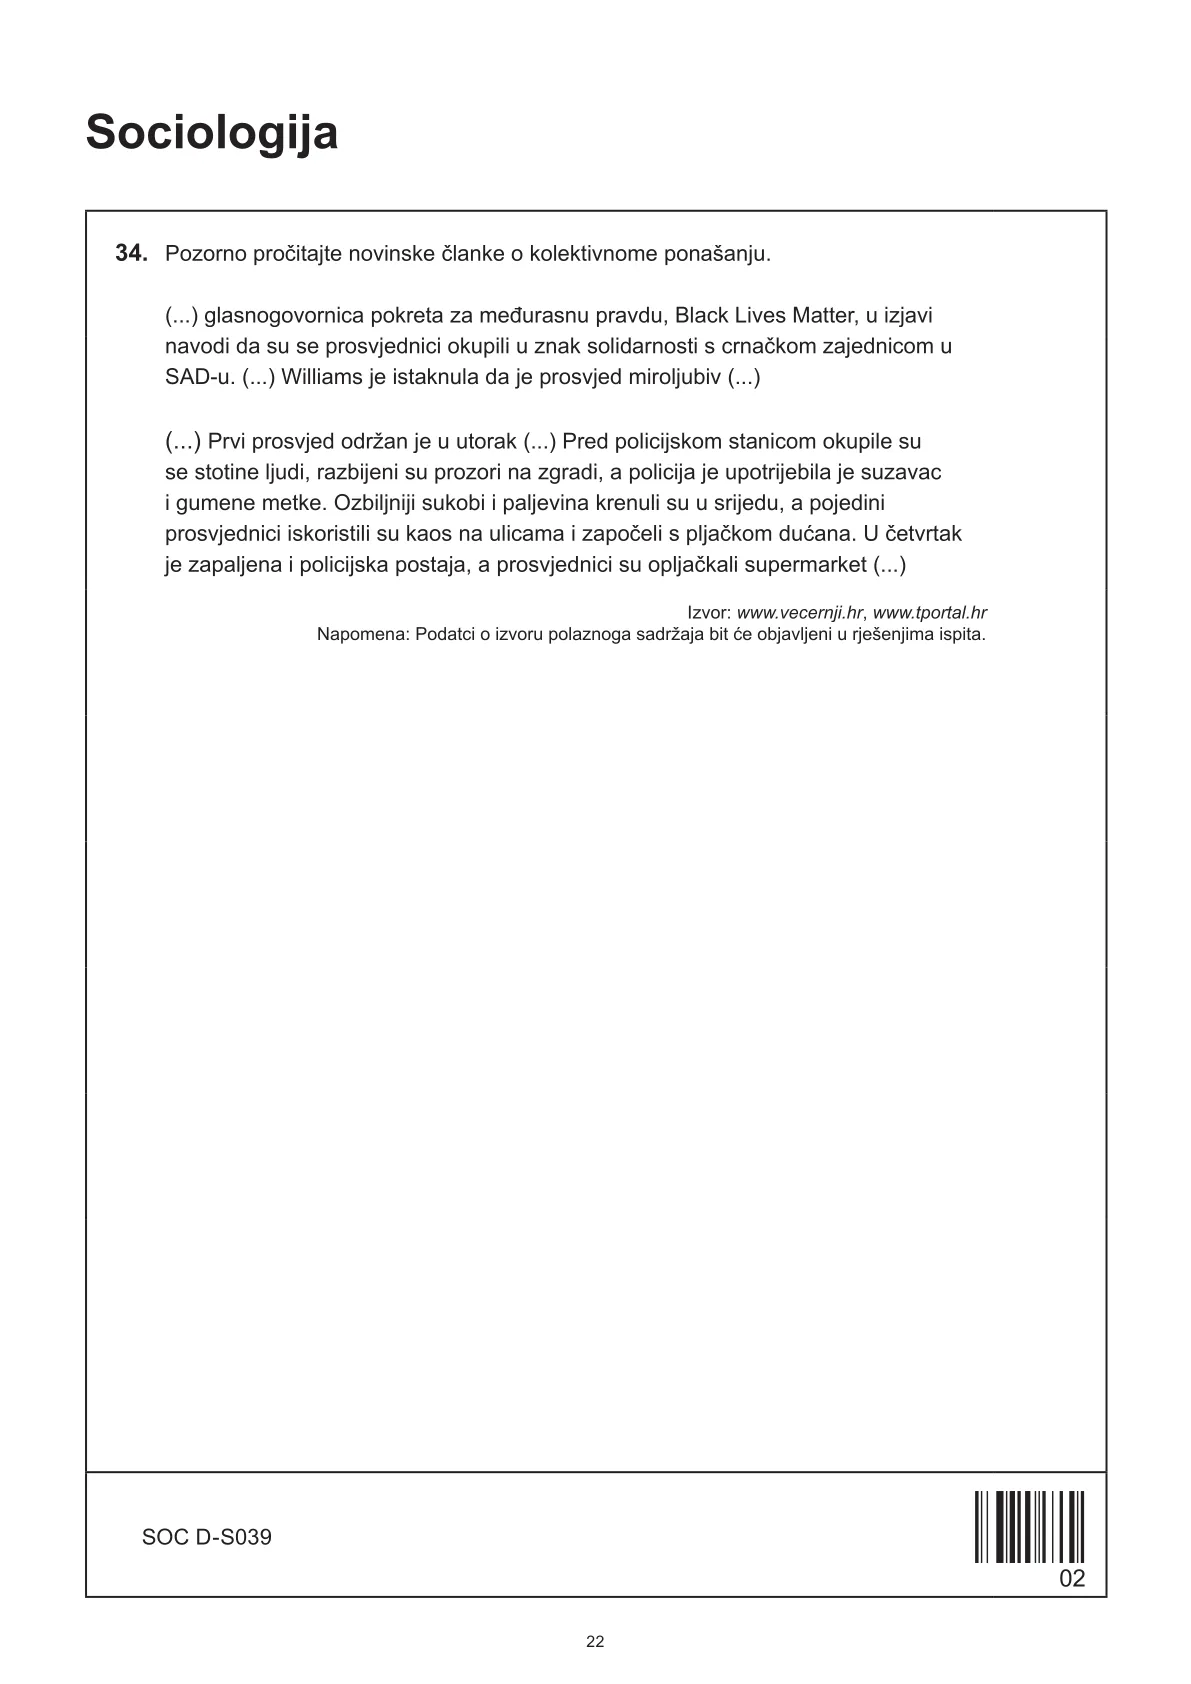 Sociologija
34. Pozorno pročitajte novinske članke o kolektivnome ponašanju.
(...) glasnogovornica pokreta za međurasnu pravdu, Black Lives Matter, u izjavi
navodi da su se prosvjednici okupili u znak solidarnosti s crnačkom zajednicom u
SAD-u. (...) Williams je istaknula da je prosvjed miroljubiv (...)
(...) Prvi prosvjed održan je u utorak (...) Pred policijskom stanicom okupile su
se stotine ljudi, razbijeni su prozori na zgradi, a policija je upotrijebila je suzavac
i gumene metke. Ozbiljniji sukobi i paljevina krenuli su u srijedu, a pojedini
prosvjednici iskoristili su kaos na ulicama i započeli s pljačkom dućana. U četvrtak
je zapaljena i policijska postaja, a prosvjednici su opljačkali supermarket (...)
Izvor: www.vecernji.hr, www.tportal.hr
Napomena: Podatci o izvoru polaznoga sadržaja bit će objavljeni u rješenjima ispita.
SOC D-S039
02
22